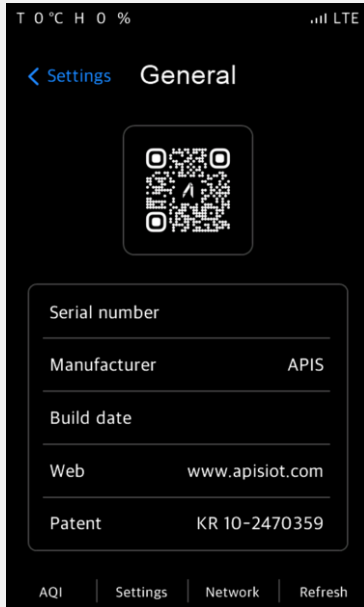 T 0℃ H 0 % LTE
Settings General
Serial number
Manufacturer APIS
Build date
Web www.apisiot.com
Patent KR 10-2470359
AQI Settings Network Refresh